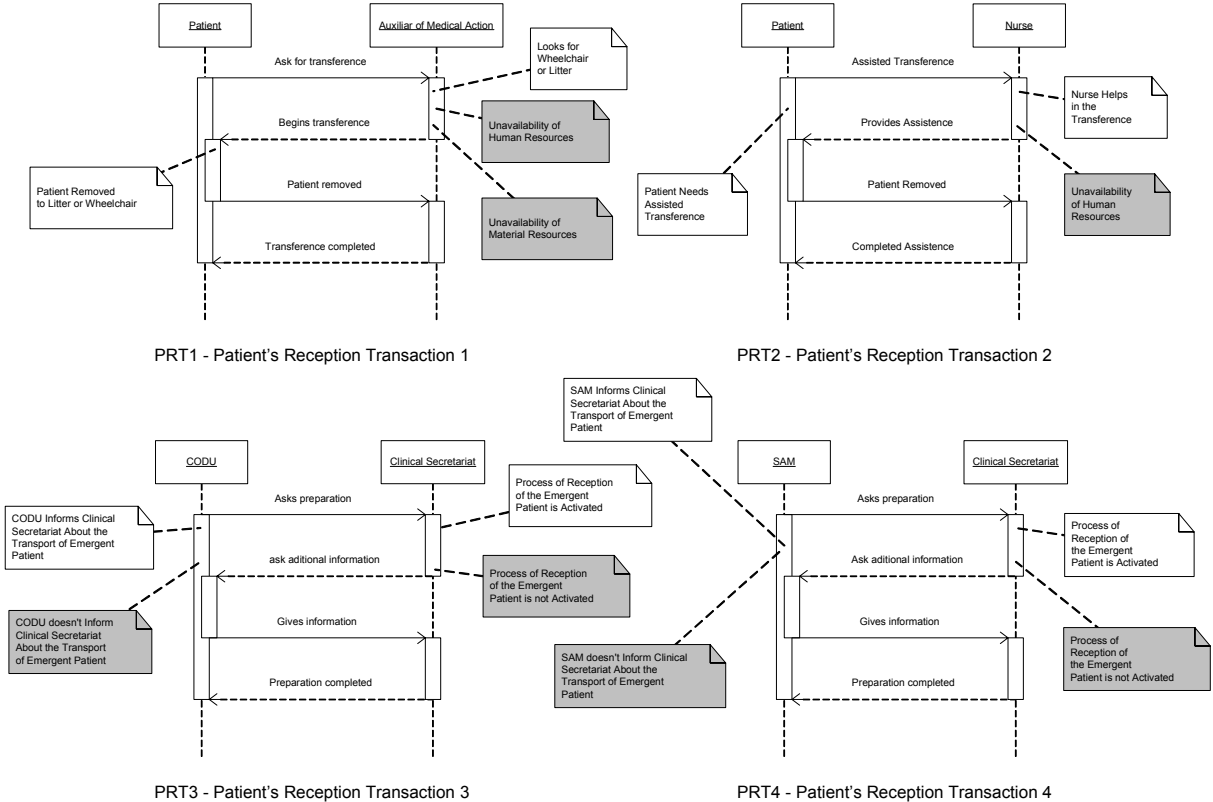 Patient
Auxiliar of Medical Action
Ask for transference
Looks for
Wheelchair
or Litter
Begins transference
Unavailability of
Human Resources
Patient Removed
to Litter or Wheelchair
Patient removed
Unavailability of
Material Resources
Transference completed
PRT1 - Patient's Reception Transaction 1
Patient
Nurse
Assisted Transference
Nurse Helps
in the
Transference
Provides Assistence
Patient Needs
Assisted
Transference
Patient Removed
Unavailability
of Human
Resources
Completed Assistence
PRT2 - Patient's Reception Transaction 2
CODU
Clinical Secretariat
Asks preparation
Process of Reception
of the Emergent
Patient is Activated
CODU Informs Clinical
Secretariat About the
Transport of Emergent
Patient
ask aditional information
Process of Reception
of the Emergent
Patient is not Activated
CODU doesn't Inform
Clinical Secretariat
About the Transport
of Emergent Patient
Gives information
Preparation completed
PRT3 - Patient's Reception Transaction 3
SAM Informs Clinical
Secretariat About the
Transport of Emergent
Patient
SAM
Clinical Secretariat
Asks preparation
Process of
Reception of
the Emergent
Patient is Activated
Ask aditional information
Gives information
SAM doesn't Inform Clinical
Secretariat About the
Transport of Emergent
Patient
Process of
Reception of
the Emergent
Patient is not Activated
Preparation completed
PRT4 - Patient's Reception Transaction 4